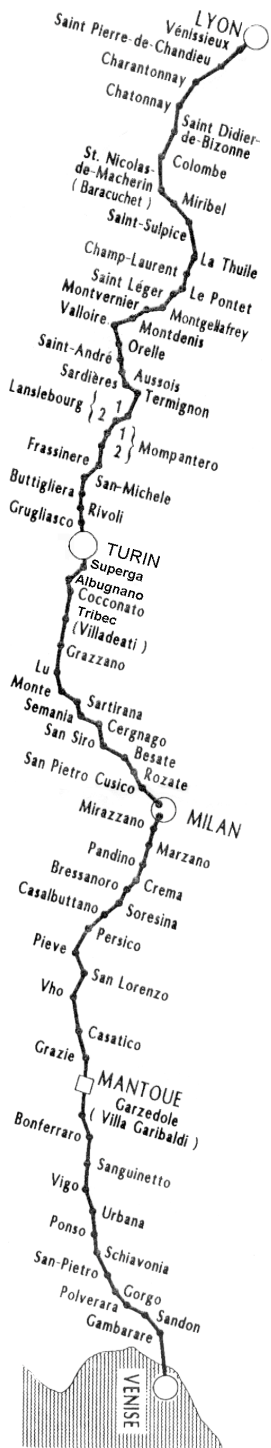 LYON
Vénissieux
Saint Pierre-de-Chandieu
Charantonnay
Chatonnay
Saint Didier-
de-Bizonne
Colombe
St. Nicolas-
de-Macherin
(Baracuchet)
Miribel
Saint-Sulpice
La Thuile
Champ-Laurent
Le Pontet
Saint Léger
Montgellafrey
Montvernier
Montdenis
Valloire
Orelle
Saint-André
Aussois
Sardières
Termignon
Lanslebourg { 1
2
1 } Mompantero
2
Frassinere
San-Michele
Buttigliera
Rivoli
Grugliasco
TURIN
Superga
Albugnano
Cocconato
Tribec
(Villadeati)
Grazzano
Lu
Monte
Sartirana
Semania
Cergnago
San Siro
Besate
Rozate
San Pietro Cusico
MILAN
Mirazzano
Marzano
Pandino
Crema
Bressanoro
Soresina
Casalbuttano
Persico
Pieve
San Lorenzo
Vho
Casatico
Grazie
MANTOUE
Garzedole
(Villa Garibaldi)
Bonferraro
Sanguinetto
Vigo
Urbana
Ponso
Schiavonia
San-Pietro
Gorgo
Polverara
Sandon
Gambarare
VENISE